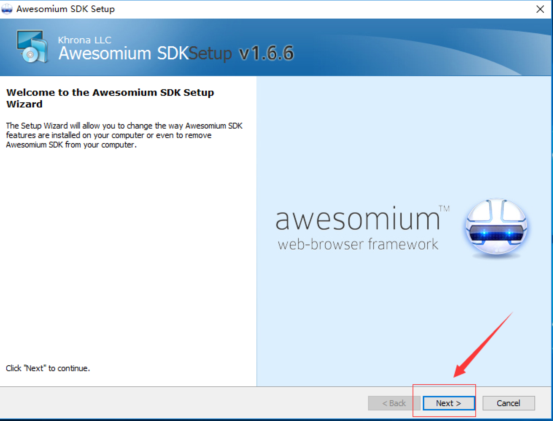 Awesomium SDK Setup
Khrona LLC
Awesomium SDKSetup v1.6.6
Welcome to the Awesomium SDK Setup
Wizard
The Setup Wizard will allow you to change the way Awesomium SDK
features are installed on your computer or even to remove
Awesomium SDK from your computer.
awesomium™
web-browser framework
Click "Next" to continue.
< Back
Next >
Cancel